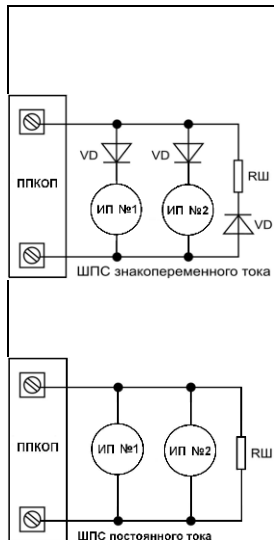 VD
VD
RШ
ППКОП
ИП №1
ИП №2
VD
ШПС знакопеременного тока
ППКОП
ИП №1
ИП №2
RШ
ШПС постоянного тока